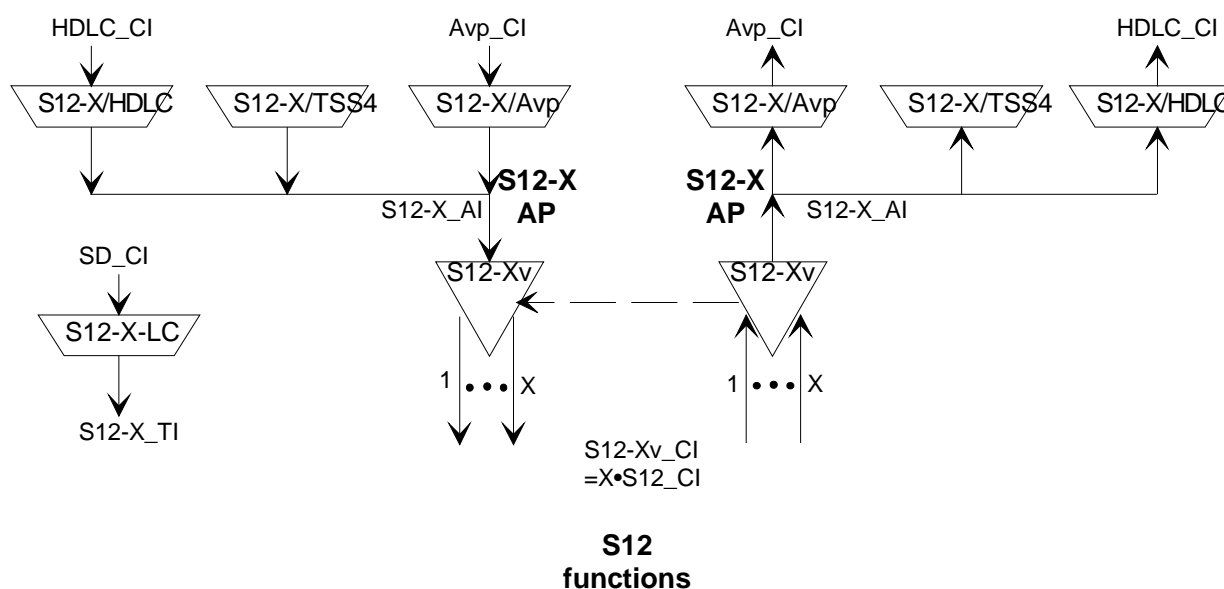 HDLC_CI
Avp_CI
Avp_CI
HDLC_CI
S12-X/HDLC
S12-X/TSS4
S12-X/Avp
S12-X/Avp
S12-X/TSS4
S12-X/HDLC
S12-X
AP
S12-X
AP
S12-X_AI
S12-X_AI
SD_CI
S12-Xv
S12-Xv
S12-X-LC
1
X
1
X
S12-X_TI
S12-Xv_CI
=X•S12_CI
S12
functions